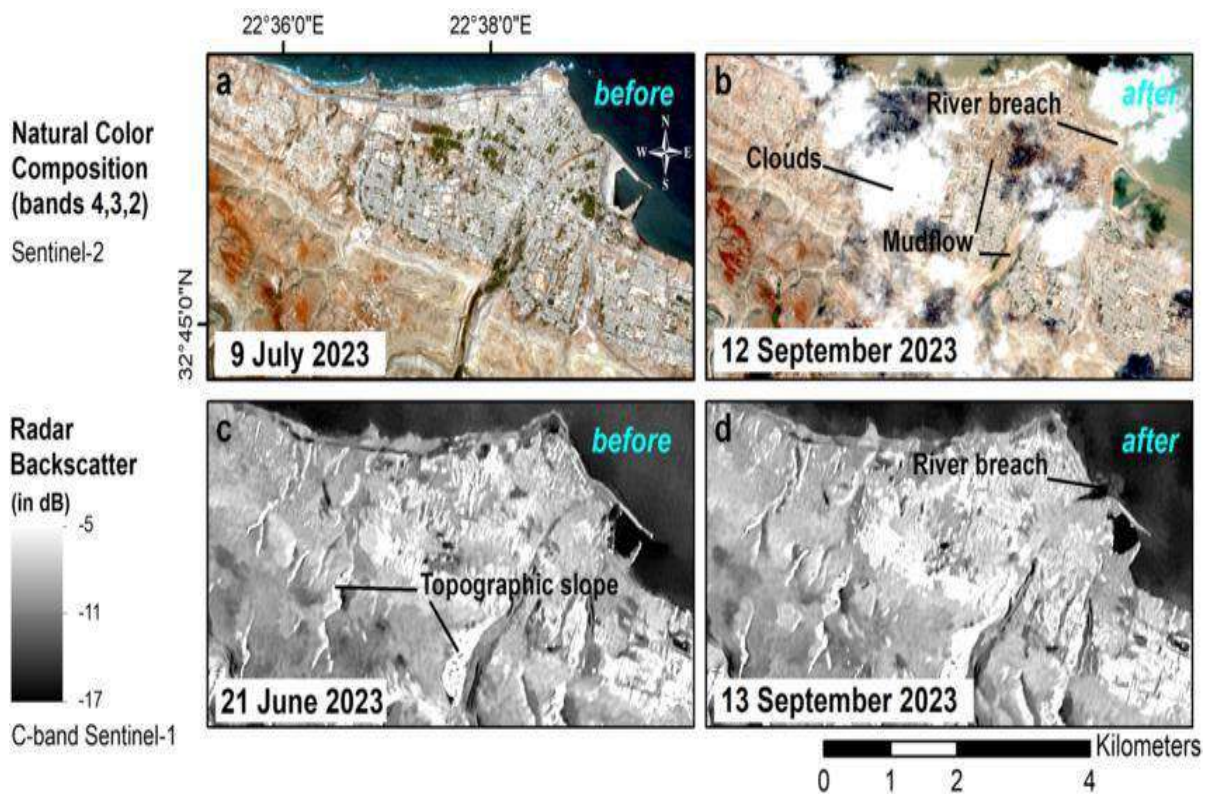 22°36'0"E
22°38'0"E
Natural Color
Composition
(bands 4,3,2)
Sentinel-2
32°45'0"N
a
before
N
W
E
S
9 July 2023
b
after
River breach
Clouds
Mudflow
12 September 2023
Radar
Backscatter
(in dB)
-5
-11
-17
C-band Sentinel-1
c
before
Topographic slope
21 June 2023
d
after
River breach
13 September 2023
Kilometers
0
1
2
4